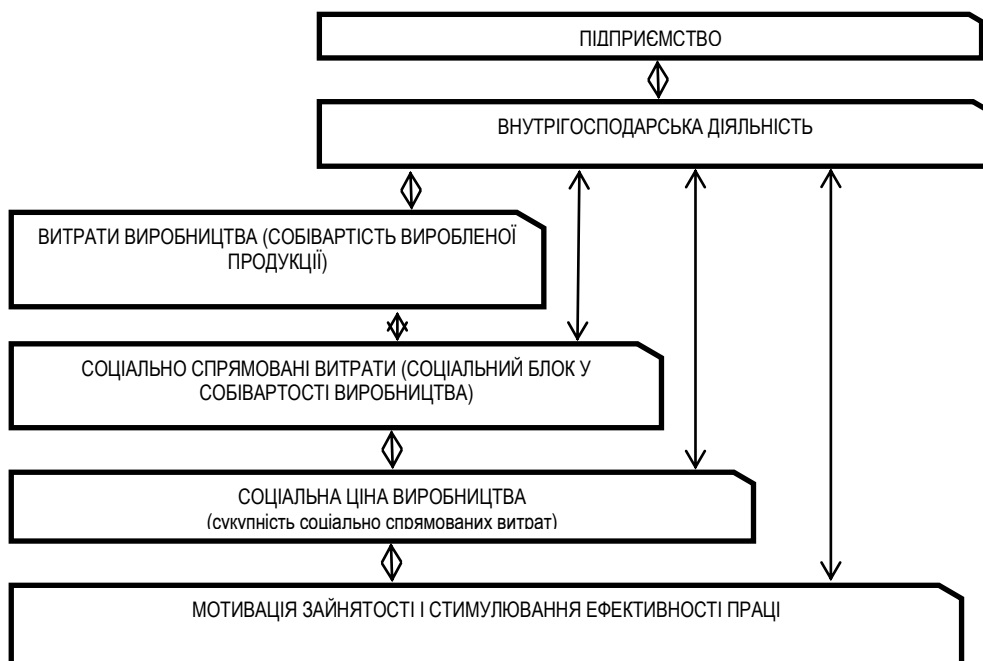 ПІДПРИЄМСТВО
ВНУТРІГОСПОДАРСЬКА ДІЯЛЬНІСТЬ
ВИТРАТИ ВИРОБНИЦТВА (СОБІВАРТІСТЬ ВИРОБЛЕНОЇ
ПРОДУКЦІЇ)
СОЦІАЛЬНО СПРЯМОВАНІ ВИТРАТИ (СОЦІАЛЬНИЙ БЛОК У
СОБІВАРТОСТІ ВИРОБНИЦТВА)
СОЦІАЛЬНА ЦІНА ВИРОБНИЦТВА
(сукупність соціально спрямованих витрат)
МОТИВАЦІЯ ЗАЙНЯТОСТІ І СТИМУЛЮВАННЯ ЕФЕКТИВНОСТІ ПРАЦІ